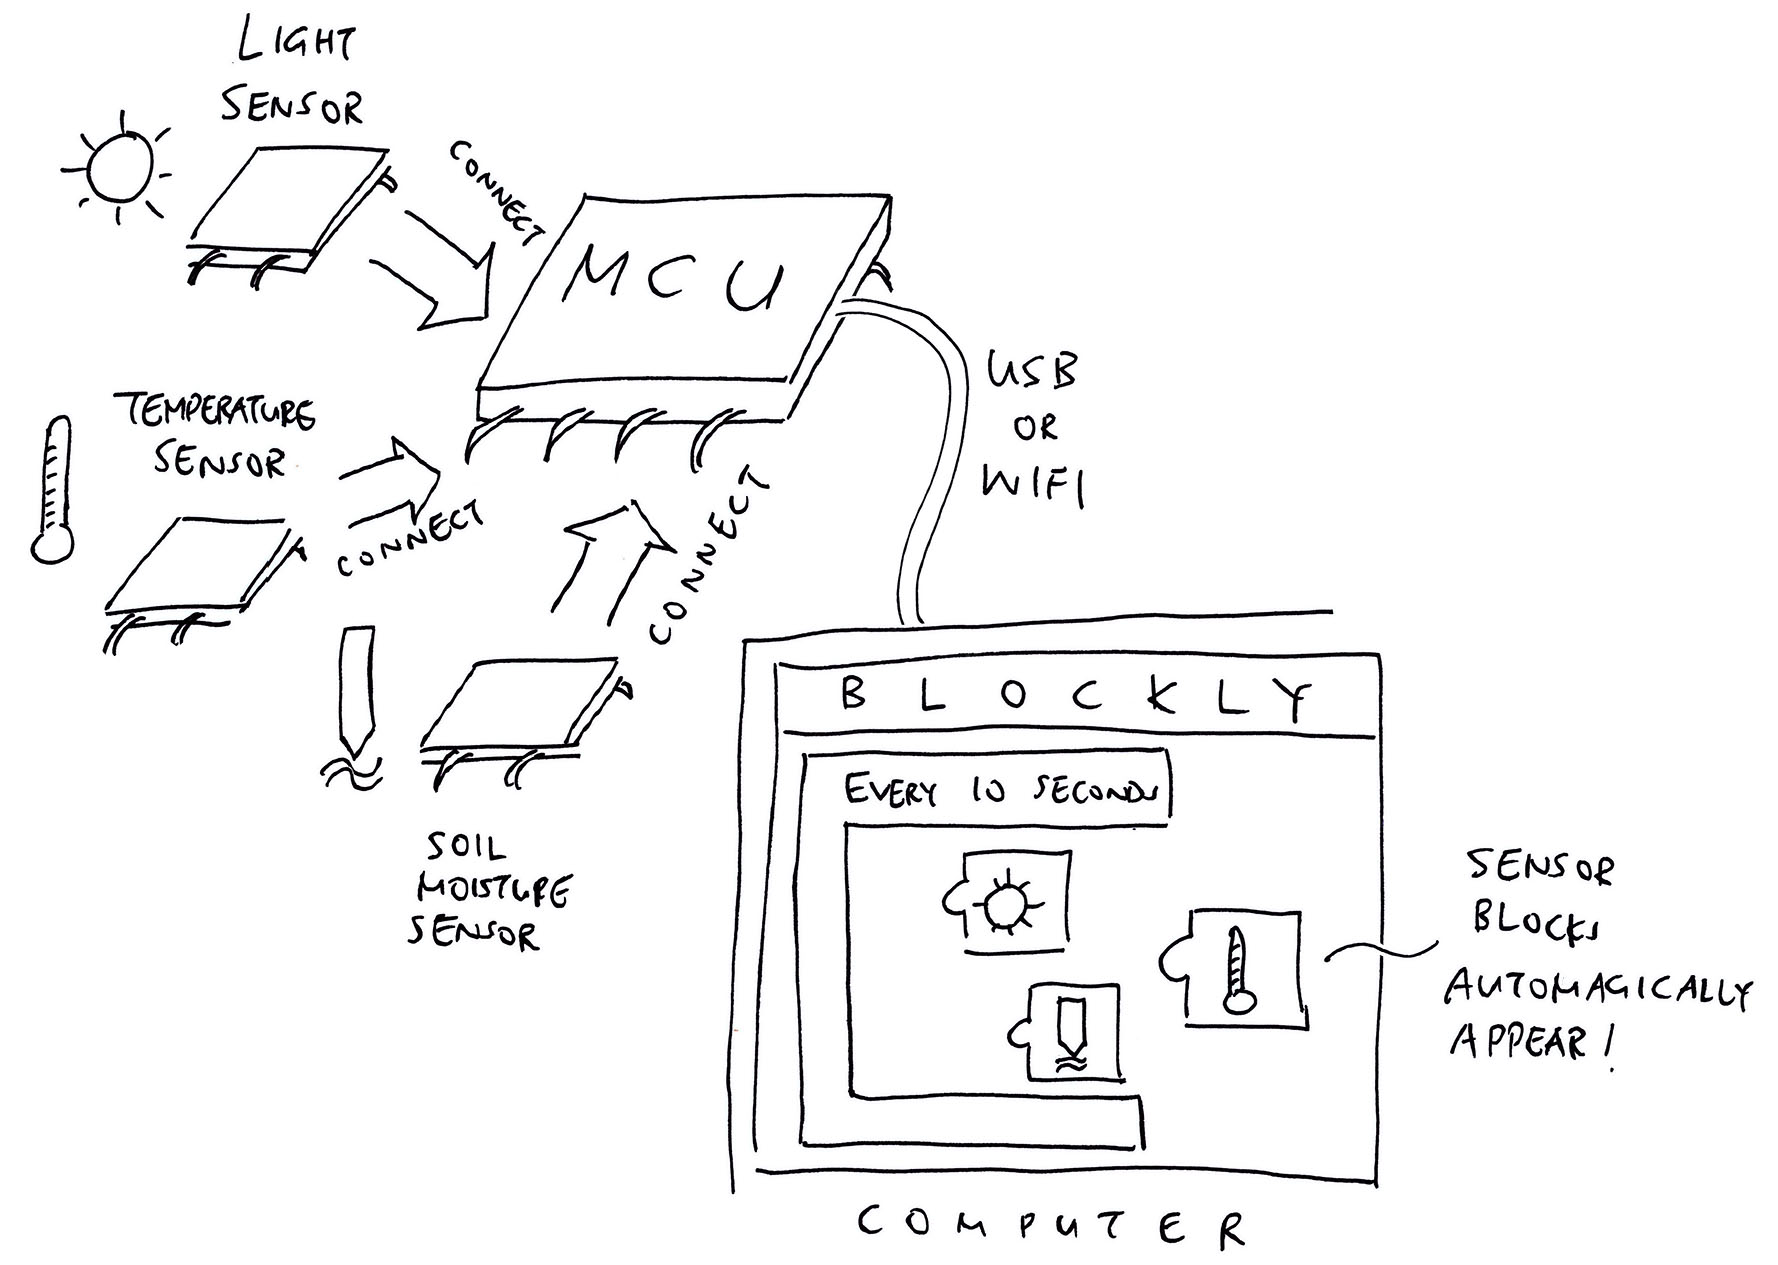 LIGHT
SENSOR
CONNECT
MCU
USB
OR
WIFI
TEMPERATURE
SENSOR
CONNECT
CONNECT
SOIL
MOISTURE
SENSOR
BLOCKLY
EVERY 10 SECONDS
SENSOR
BLOCKS
AUTOMAGICALLY
APPEAR!
COMPUTER